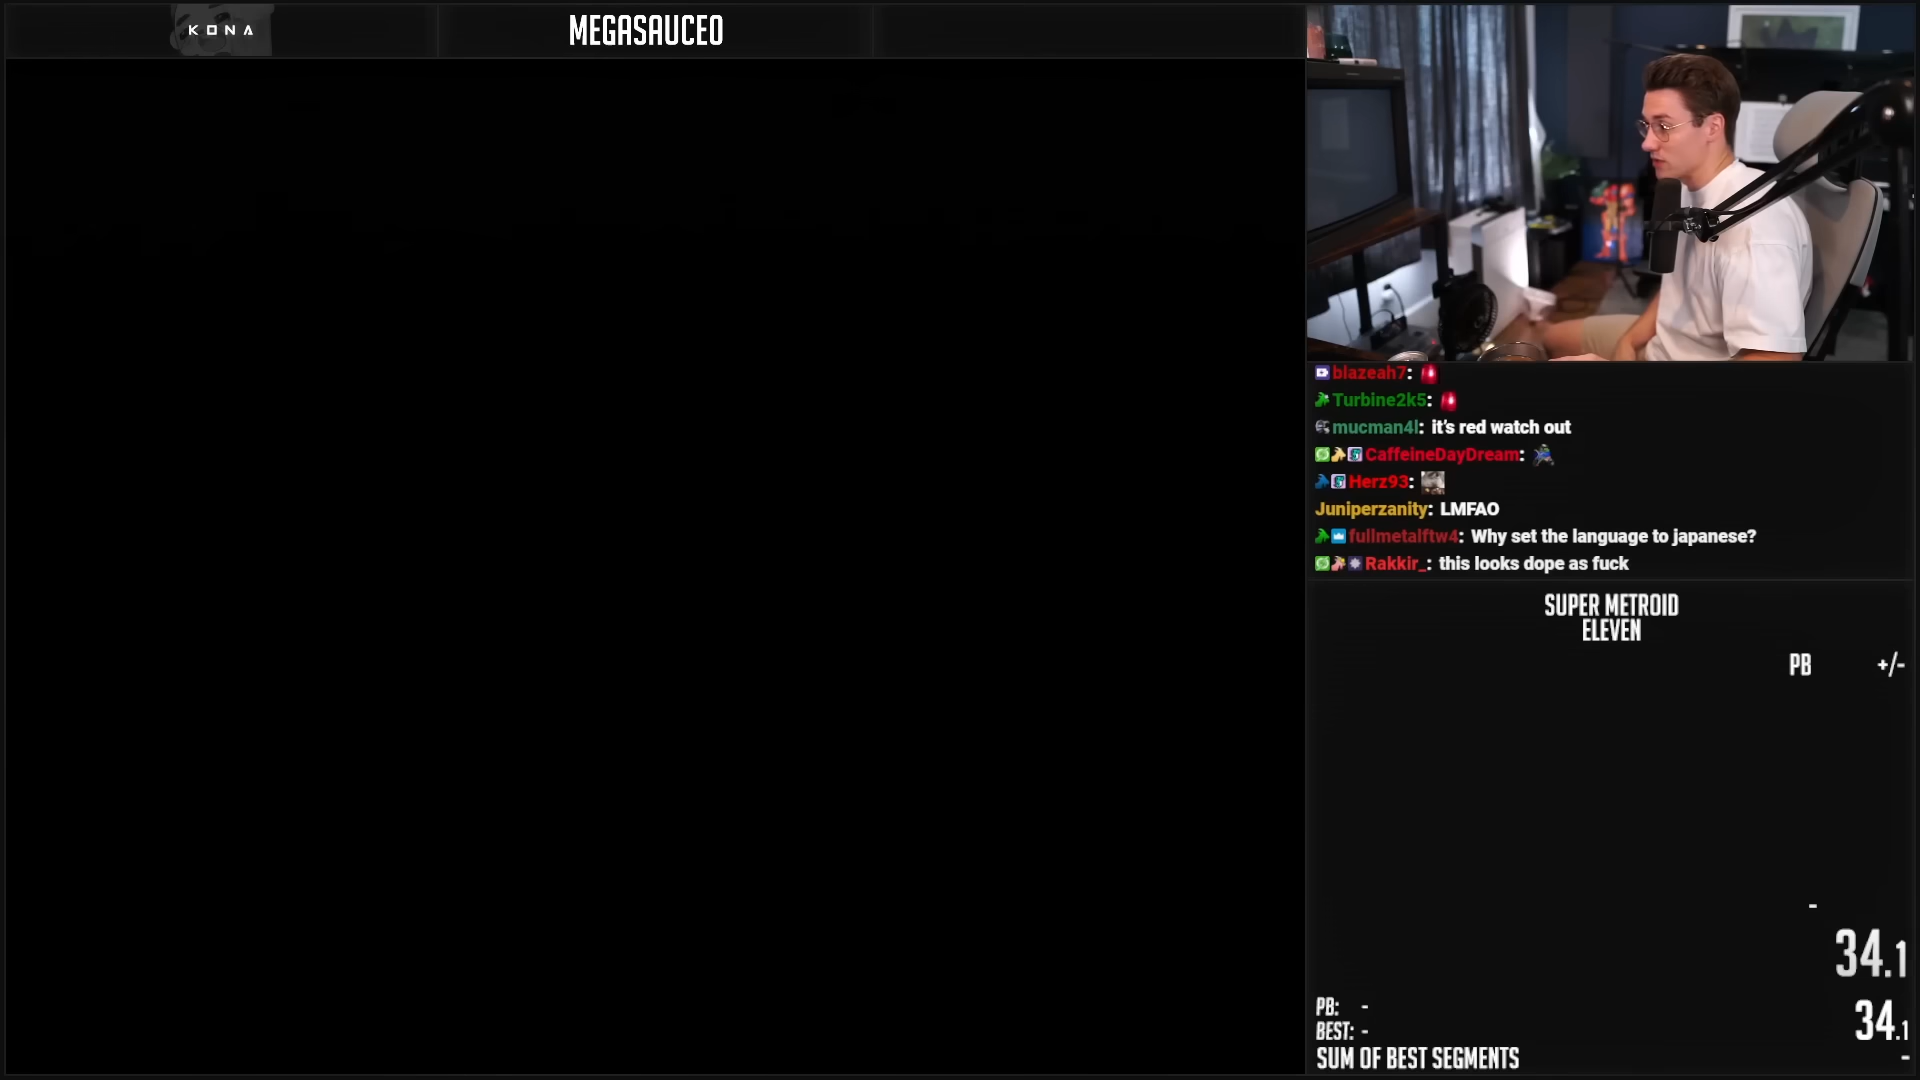 KONA
MEGASAUCEO
blazeah7:
Turbine2k5:
mucman4l: it's red watch out
CaffeineDayDream:
Herz93:
Juniperzanity: LMFAO
fullmetalftw4: Why set the language to japanese?
Rakkir_: this looks dope as fuck
SUPER METROID
ELEVEN
PB +/-
-
34.1
PB: -
34.1
BEST: -
SUM OF BEST SEGMENTS -